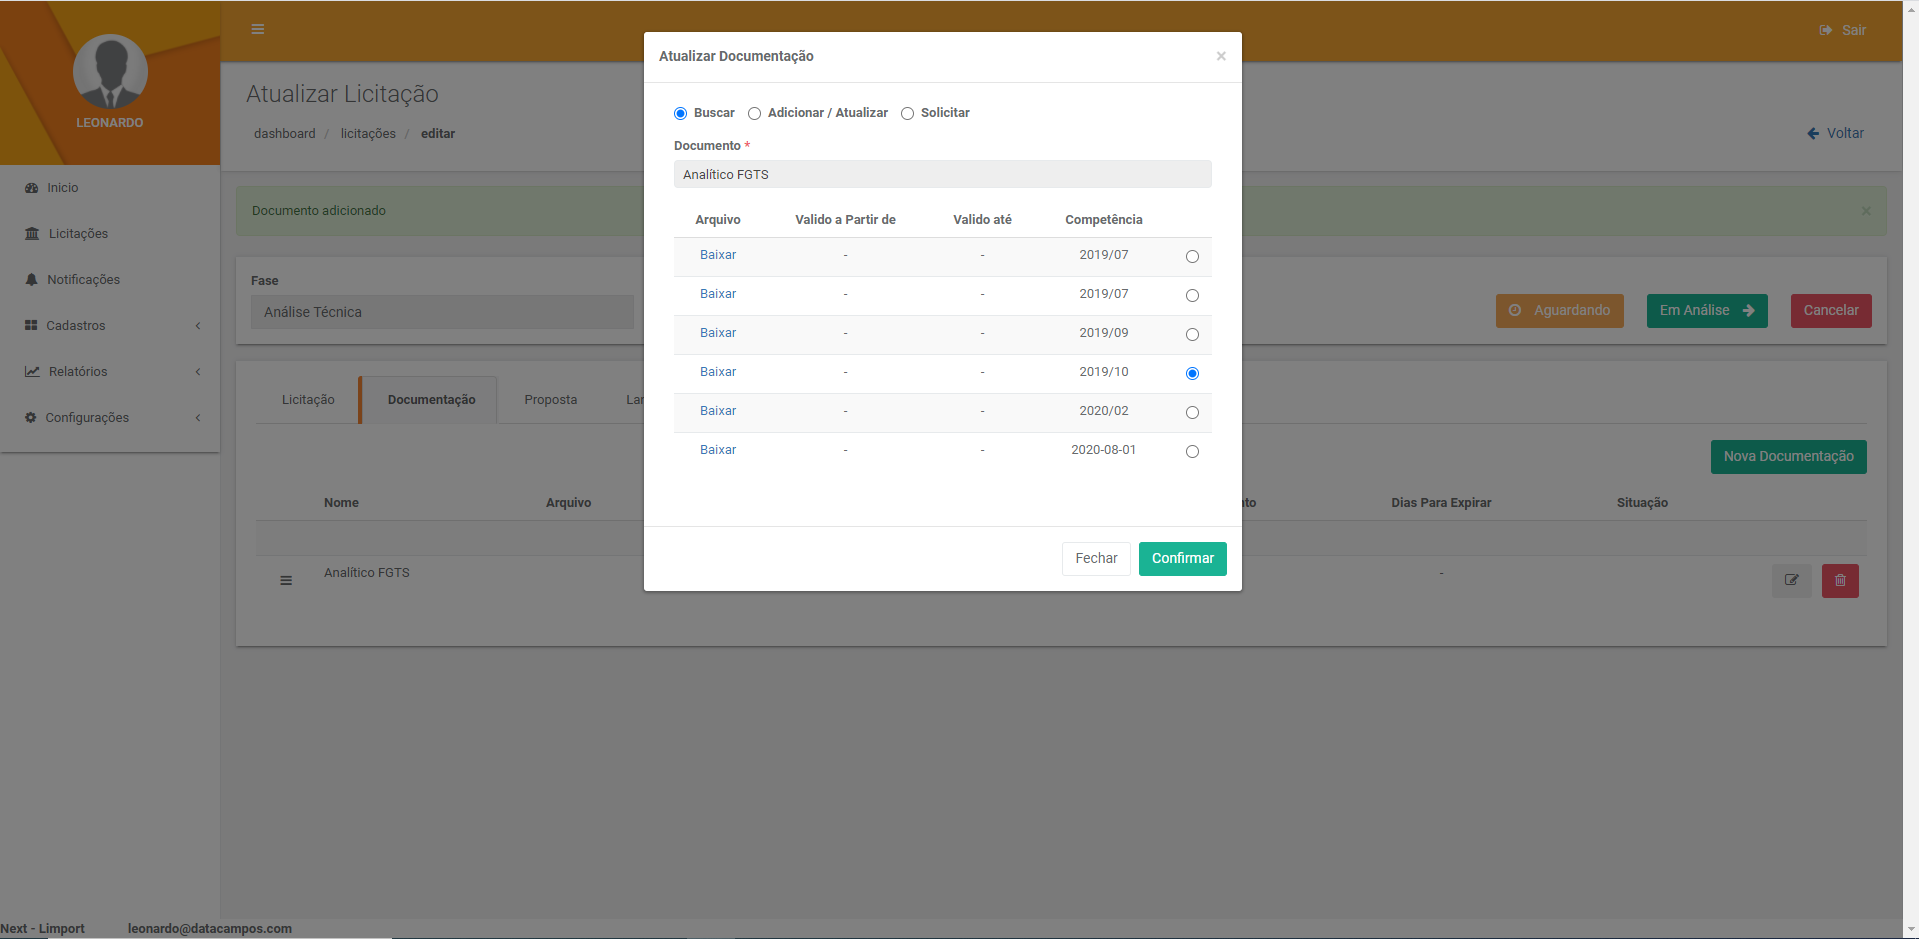 Sair
LEONARDO
Atualizar Licitação
dashboard / licitações / editar
Voltar
Inicio
Licitações
Notificações
Cadastros
Relatórios
Configurações
Documento adicionado
Fase
Análise Técnica
Aguardando
Em Análise
Cancelar
Licitação Documentação Proposta Lar
Nova Documentação
Nome Arquivo ito Dias Para Expirar Situação
Analítico FGTS -
Atualizar Documentação ×
Buscar Adicionar / Atualizar Solicitar
Documento *
Analítico FGTS
Arquivo Valido a Partir de Valido até Competência
Baixar - - 2019/07
Baixar - - 2019/07
Baixar - - 2019/09
Baixar - - 2019/10
Baixar - - 2020/02
Baixar - - 2020-08-01
Fechar Confirmar
Next - Limport leonardo@datacampos.com